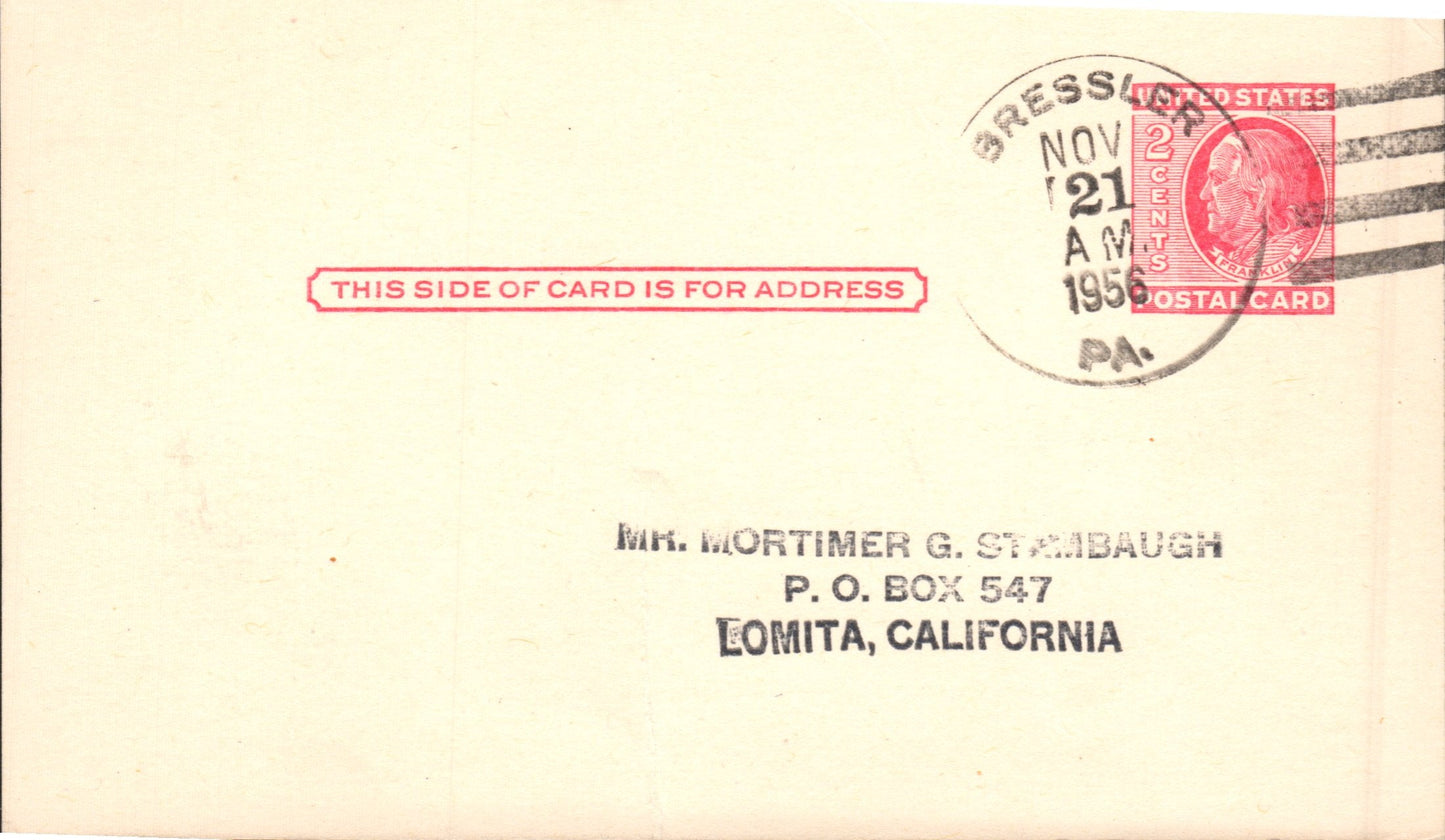 BRESSLER
NOV
21
A M.
1956
PA.
UNITED STATES
2 CENTS
FRANKLIN
POSTAL CARD
THIS SIDE OF CARD IS FOR ADDRESS
MR. MORTIMER G. STAMBAUGH
P. O. BOX 547
LOMITA, CALIFORNIA